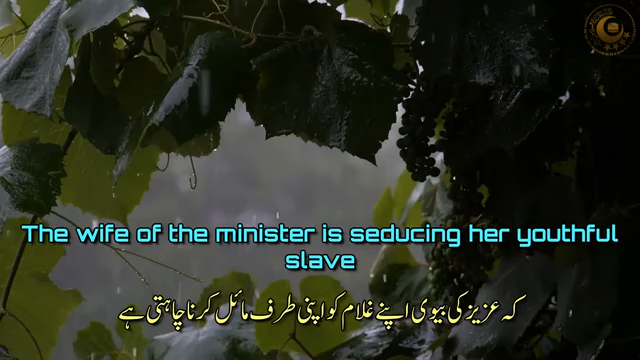 The wife of the minister is seducing her youthful
slave
کہ عزیز کی بیوی اپنے غلام کو اپنی طرف مائل کرنا چاہتی ہے